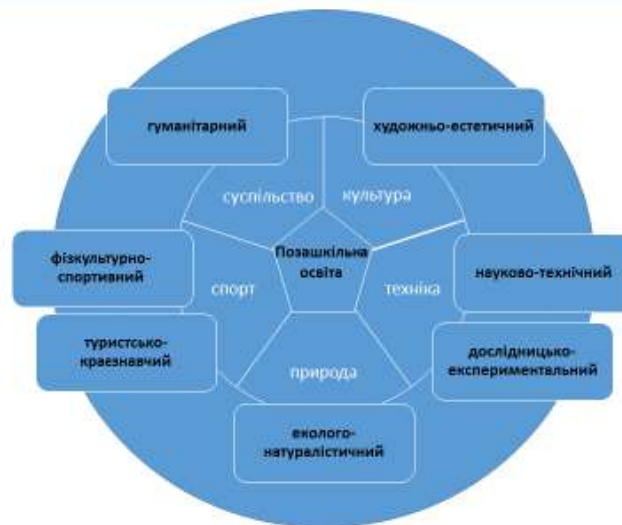 гуманітарний
художньо-естетичний
суспільство
культура
Позашкільна
освіта
фізкультурно-
спортивний
спорт
техніка
науково-технічний
туристсько-
краєзнавчий
дослідницько-
експериментальний
природа
еколого-
натуралістичний